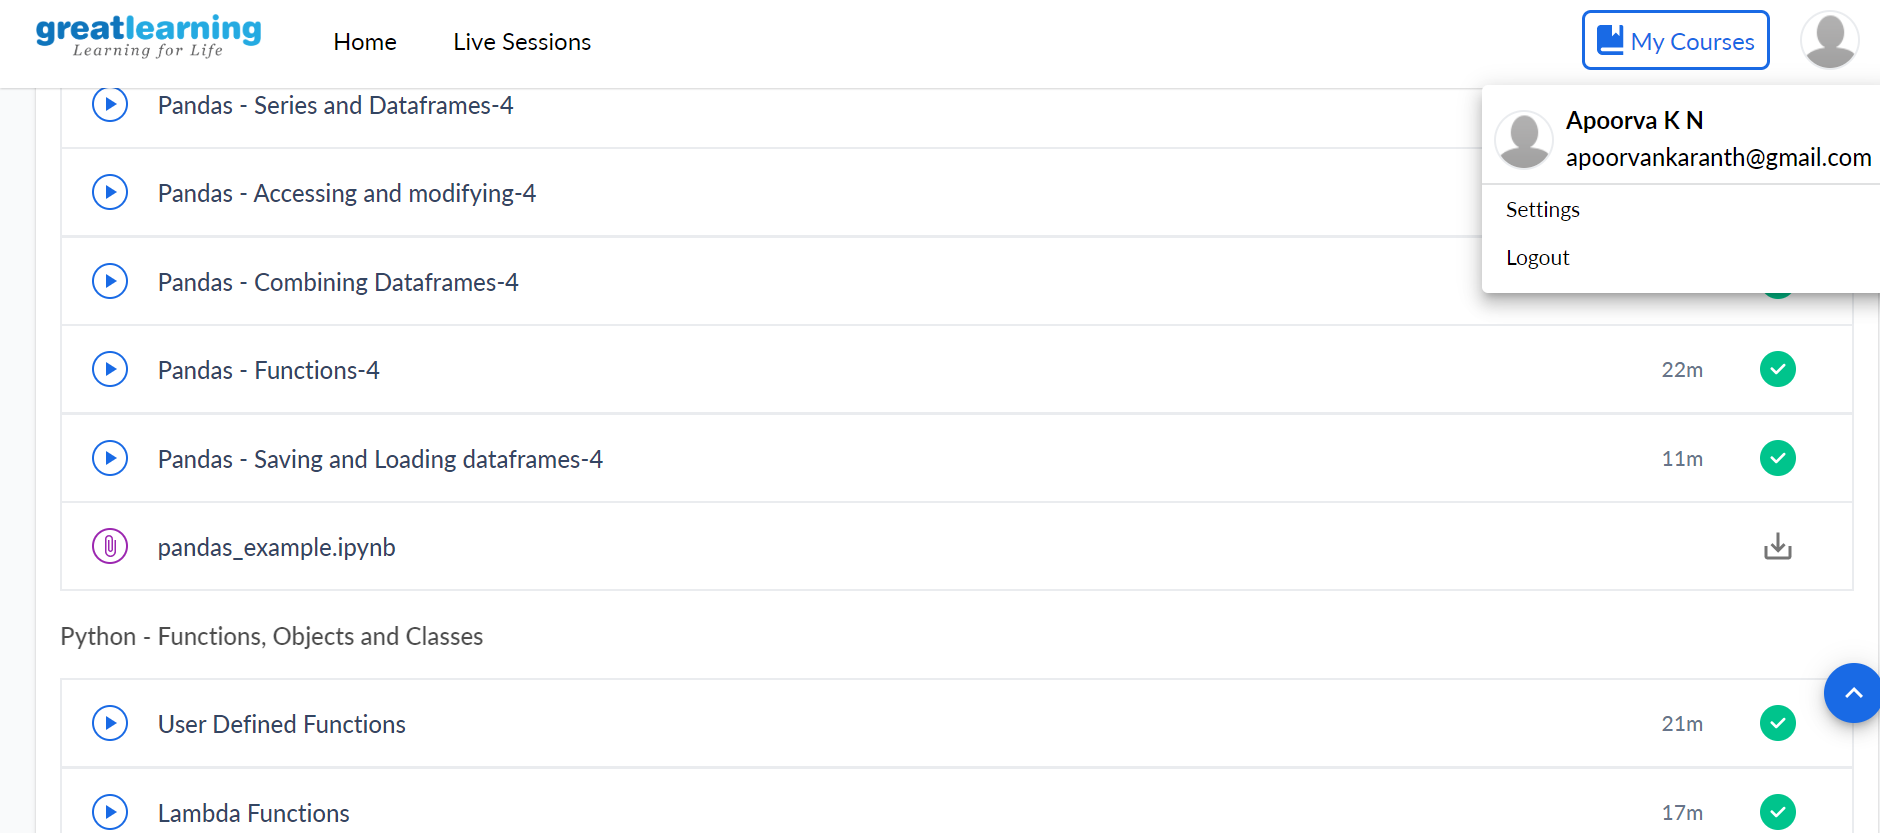 greatlearning
Learning for Life
Home
Live Sessions
My Courses
Apoorva K N
apoorvankaranth@gmail.com
Settings
Logout
Pandas - Series and Dataframes-4
Pandas - Accessing and modifying-4
Pandas - Combining Dataframes-4
Pandas - Functions-4 22m
Pandas - Saving and Loading dataframes-4 11m
pandas_example.ipynb
Python - Functions, Objects and Classes
User Defined Functions 21m
Lambda Functions 17m